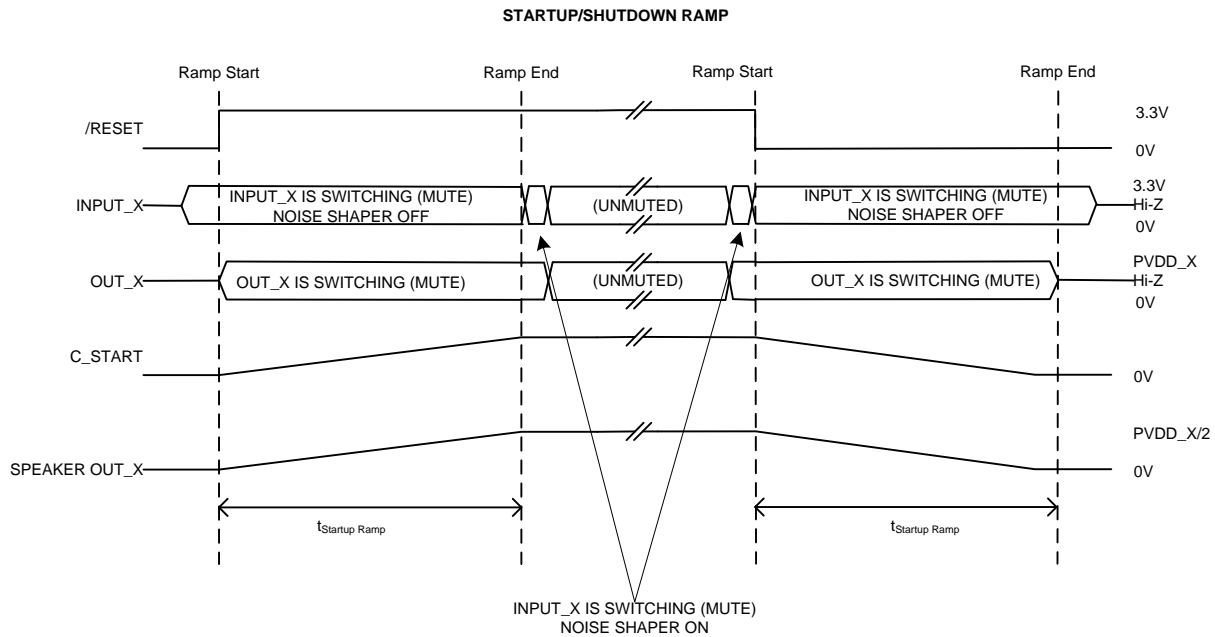 STARTUP/SHUTDOWN RAMP
Ramp Start
Ramp End
Ramp Start
Ramp End
/RESET
3.3V
0V
INPUT_X
INPUT_X IS SWITCHING (MUTE)
NOISE SHAPER OFF
(UNMUTED)
INPUT_X IS SWITCHING (MUTE)
NOISE SHAPER OFF
3.3V
Hi-Z
0V
OUT_X
OUT_X IS SWITCHING (MUTE)
(UNMUTED)
OUT_X IS SWITCHING (MUTE)
PVDD_X
Hi-Z
0V
C_START
0V
SPEAKER OUT_X
PVDD_X/2
0V
tStartup Ramp
tStartup Ramp
INPUT_X IS SWITCHING (MUTE)
NOISE SHAPER ON